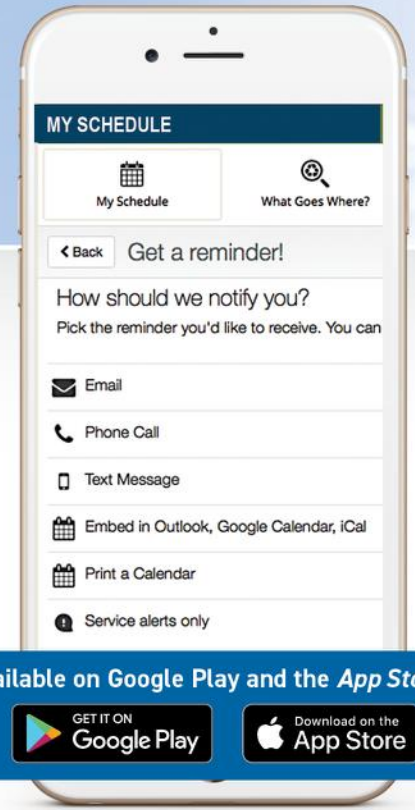 MY SCHEDULE
My Schedule
What Goes Where?
Back
Get a reminder!
How should we notify you?
Pick the reminder you'd like to receive. You can
Email
Phone Call
Text Message
Embed in Outlook, Google Calendar, iCal
Print a Calendar
Service alerts only
ailable on Google Play and the App Sto
GET IT ON
Google Play
Download on the
App Store